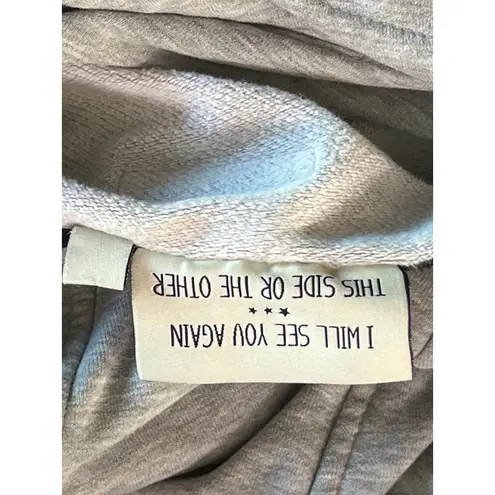 I WILL SEE YOU AGAIN
★ ★ ★
THIS SIDE OR THE OTHER